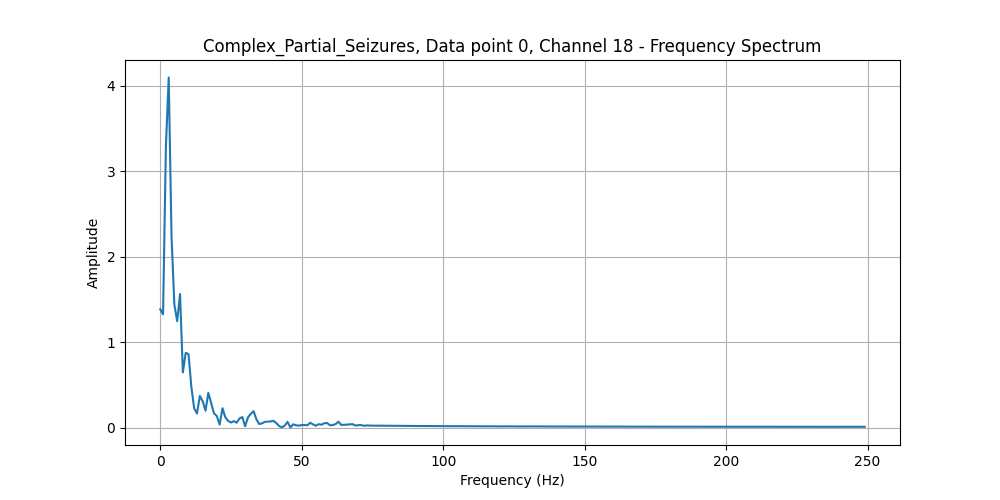 Complex_Partial_Seizures, Data point 0, Channel 18 - Frequency Spectrum
4
3
2
1
0
Amplitude
0 50 100 150 200 250
Frequency (Hz)